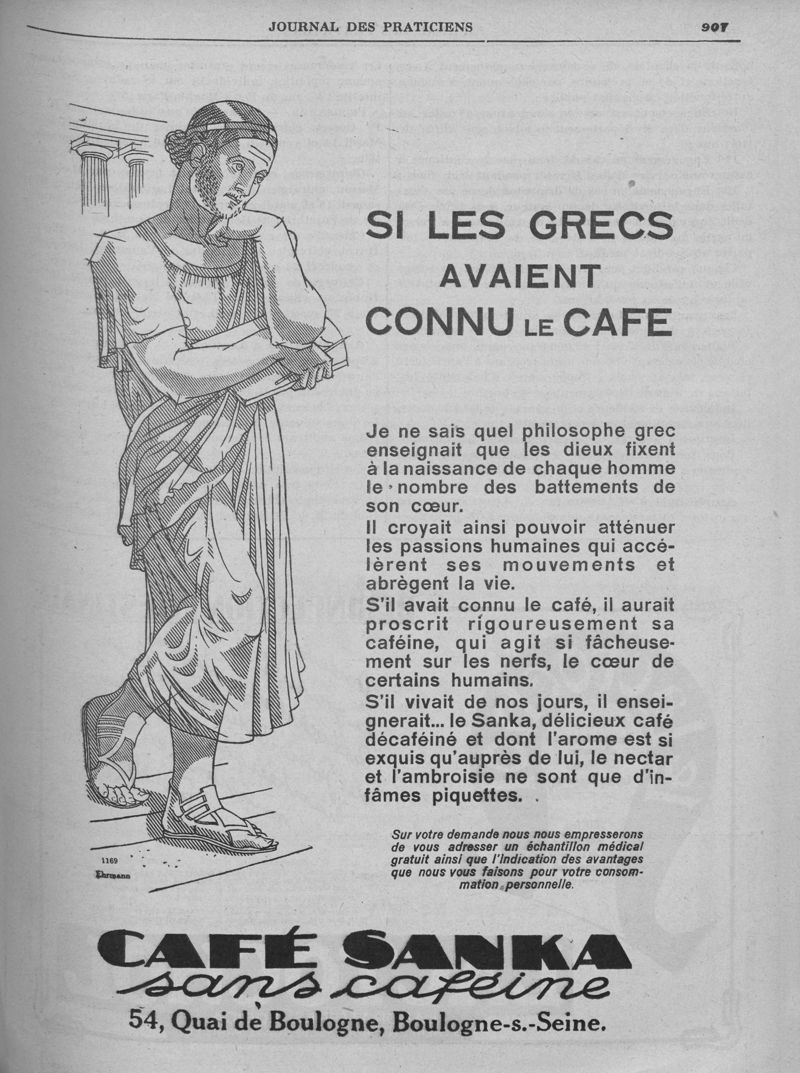 JOURNAL DES PRATICIENS
907
SI LES GRECS
AVAIENT
CONNU LE CAFE
Je ne sais quel philosophe grec
enseignait que les dieux fixent
à la naissance de chaque homme
le nombre des battements de
son cœur.
Il croyait ainsi pouvoir atténuer
les passions humaines qui accé-
lèrent ses mouvements et
abrègent la vie.
S'il avait connu le café, il aurait
proscrit rigoureusement sa
caféine, qui agit si fâcheuse-
ment sur les nerfs, le cœur de
certains humains.
S'il vivait de nos jours, il ensei-
gnerait... le Sanka, délicieux café
décaféiné et dont l'arome est si
exquis qu'auprès de lui, le nectar
et l'ambroisie ne sont que d'in-
fâmes piquettes.
Sur votre demande nous nous empresserons
de vous adresser un échantillon médical
gratuit ainsi que l'Indication des avantages
que nous vous faisons pour votre consom-
mation personnelle.
1169
Ehrmann
CAFÉ SANKA
sans caféine
54, Quai de Boulogne, Boulogne-s.-Seine.